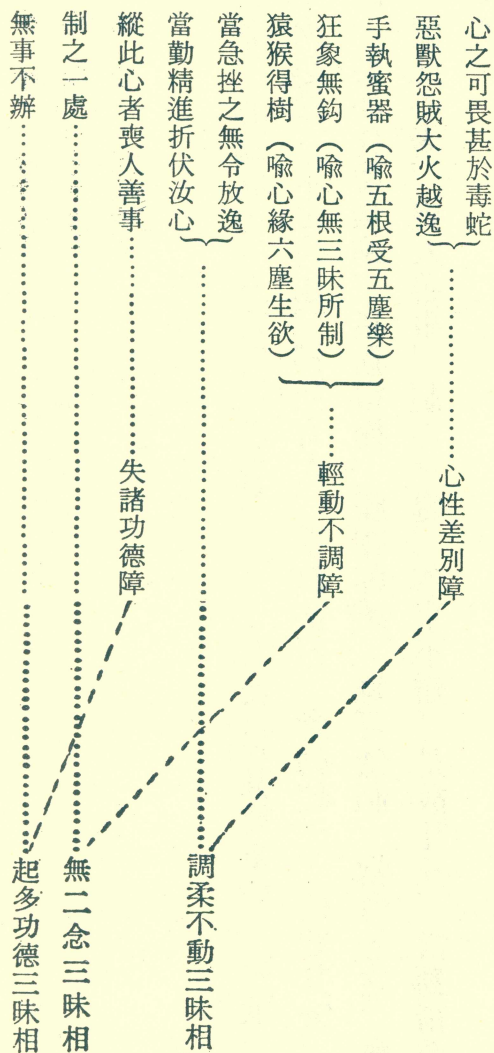 心之可畏甚於毒蛇
惡獸怨賊大火越逸
心性差別障
手執蜜器（喻五根受五塵樂）
狂象無鈎（喻心無三昧所制）
猿猴得樹（喻心緣六塵生欲）
輕動不調障
當急挫之無令放逸
當勤精進折伏汝心
調柔不動三昧相
縱此心者喪人善事
失諸功德障
制之一處
無二念三昧相
無事不辦
起多功德三昧相